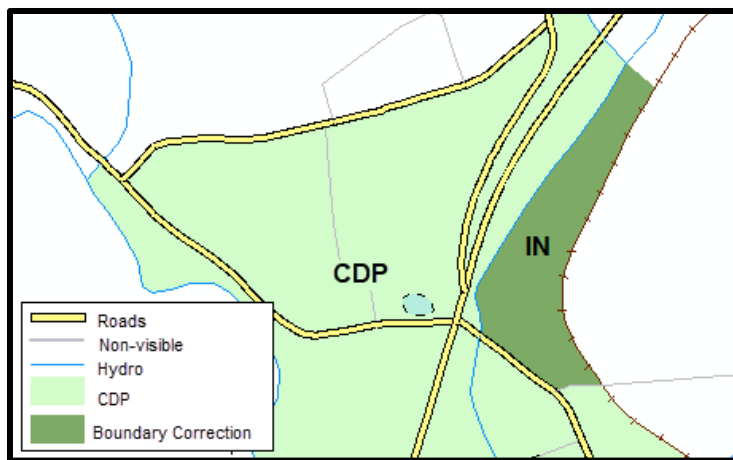 IN
CDP
Roads
Non-visible
Hydro
CDP
Boundary Correction